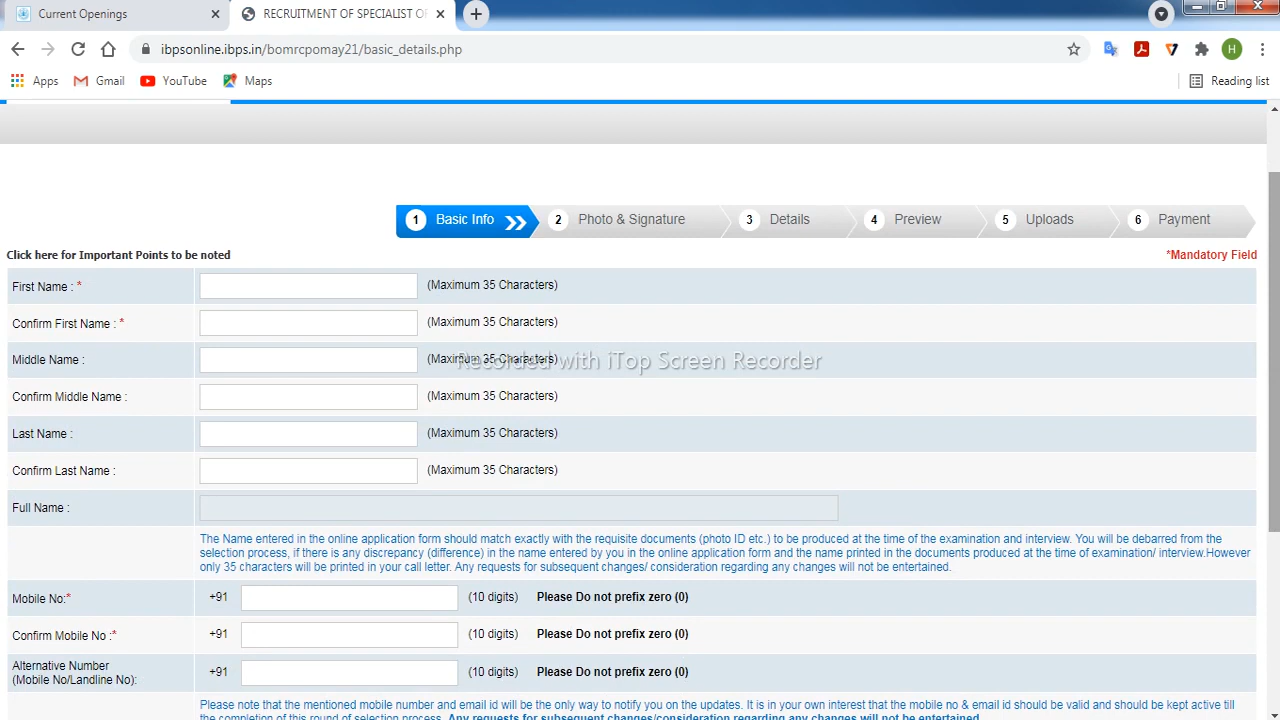 Current Openings
RECRUITMENT OF SPECIALIST OF
ibpsonline.ibps.in/bomrcpomay21/basic_details.php
H
Apps Gmail YouTube Maps Reading list
1 Basic Info 2 Photo & Signature 3 Details 4 Preview 5 Uploads 6 Payment
Click here for Important Points to be noted *Mandatory Field
First Name : * (Maximum 35 Characters)
Confirm First Name : * (Maximum 35 Characters)
Middle Name : (Maximum 35 Characters)
Recorded with iTop Screen Recorder
Confirm Middle Name : (Maximum 35 Characters)
Last Name : (Maximum 35 Characters)
Confirm Last Name : (Maximum 35 Characters)
Full Name :
The Name entered in the online application form should match exactly with the requisite documents (photo ID etc.) to be produced at the time of the examination and interview. You will be debarred from the
selection process, if there is any discrepancy (difference) in the name entered by you in the online application form and the name printed in the documents produced at the time of examination/ interview.However
only 35 characters will be printed in your call letter. Any requests for subsequent changes/ consideration regarding any changes will not be entertained.
Mobile No:* +91 (10 digits) Please Do not prefix zero (0)
Confirm Mobile No :* +91 (10 digits) Please Do not prefix zero (0)
Alternative Number
(Mobile No/Landline No): +91 (10 digits) Please Do not prefix zero (0)
Please note that the mentioned mobile number and email id will be the only way to notify you on the updates. It is in your own interest that the mobile no & email id should be valid and should be kept active till
the completion of this round of selection process. Any requests for subsequent changes/consideration regarding any changes will not be entertained.